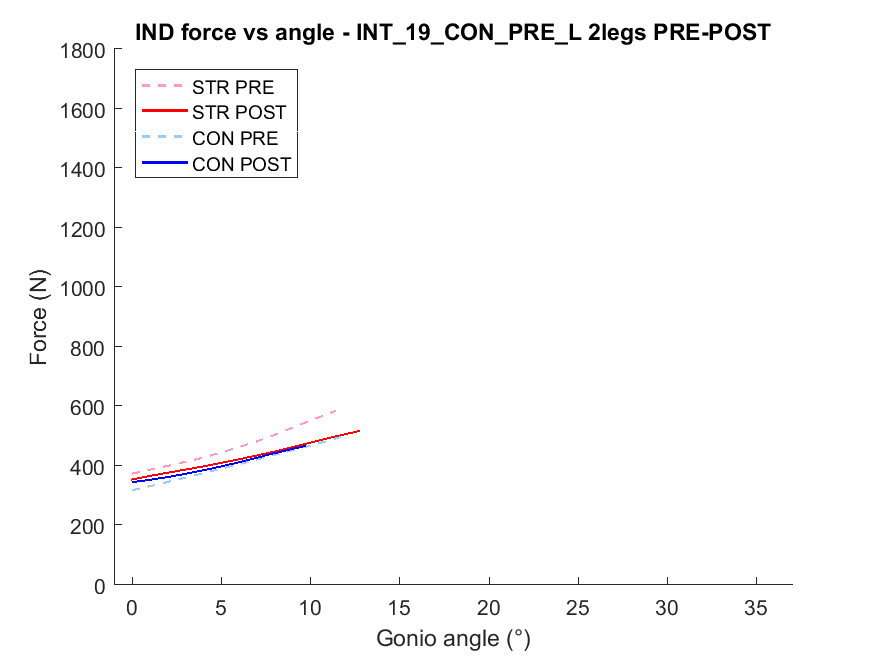 IND force vs angle - INT_19_CON_PRE_L 2legs PRE-POST
1800
1600
1400
1200
1000
800
600
400
200
0
Force (N)
STR PRE
STR POST
CON PRE
CON POST
0 5 10 15 20 25 30 35
Gonio angle (°)